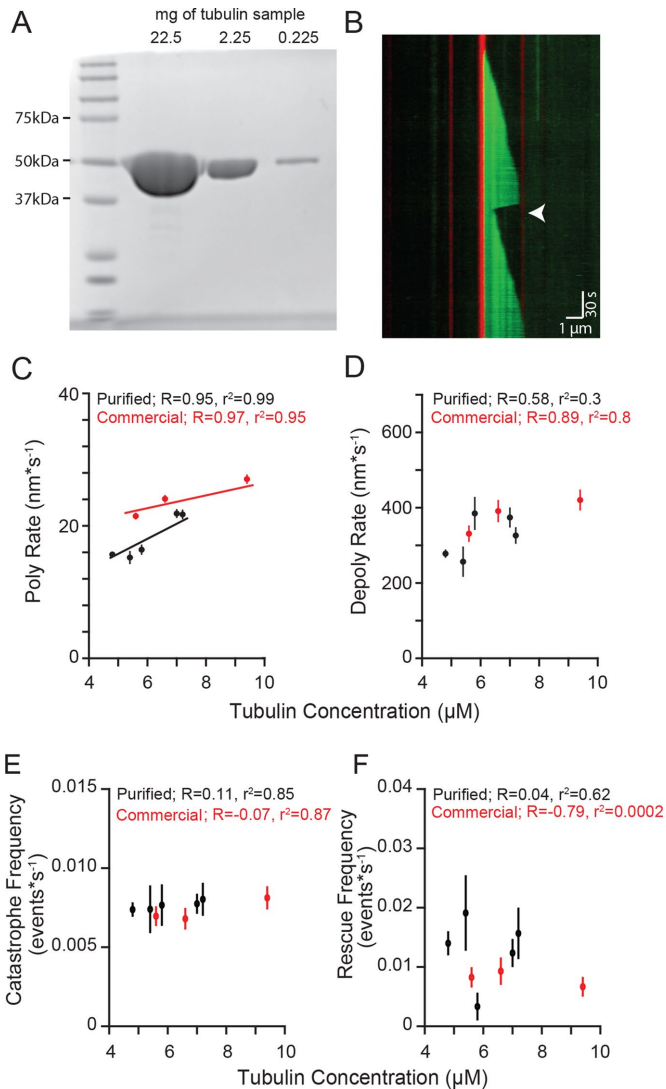 A
mg of tubulin sample
22.5 2.25 0.225
75kDa
50kDa
37kDa
B
30 s
1 µm
C
Purified; R=0.95, r²=0.99
Commercial; R=0.97, r²=0.95
Poly Rate (nm*s⁻¹)
40
20
0
4 6 8 10
D
Purified; R=0.58, r²=0.3
Commercial; R=0.89, r²=0.8
Depoly Rate (nm*s⁻¹)
600
400
200
0
4 6 8 10
Tubulin Concentration (µM)
E
Purified; R=0.11, r²=0.85
Commercial; R=-0.07, r²=0.87
Catastrophe Frequency
(events*s⁻¹)
0.015
0.010
0.005
0
4 6 8 10
F
Purified; R=0.04, r²=0.62
Commercial; R=-0.79, r²=0.0002
Rescue Frequency
(events*s⁻¹)
0.04
0.03
0.02
0.01
0
4 6 8 10
Tubulin Concentration (µM)